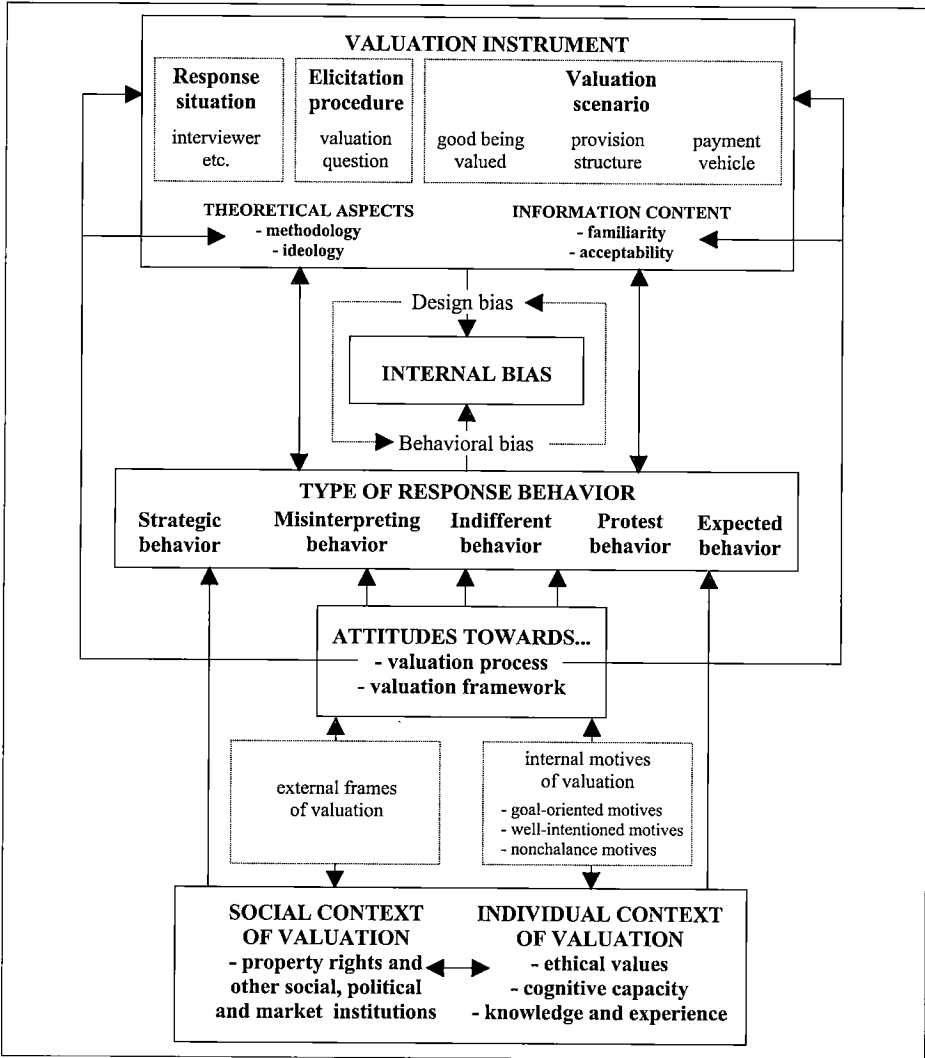 VALUATION INSTRUMENT
Response
situation
interviewer
etc.
Elicitation
procedure
valuation
question
Valuation
scenario
good being
valued
provision
structure
payment
vehicle
THEORETICAL ASPECTS
- methodology
- ideology
INFORMATION CONTENT
- familiarity
- acceptability
Design bias
INTERNAL BIAS
Behavioral bias
TYPE OF RESPONSE BEHAVIOR
Strategic
behavior
Misinterpreting
behavior
Indifferent
behavior
Protest
behavior
Expected
behavior
ATTITUDES TOWARDS...
- valuation process
- valuation framework
external frames
of valuation
internal motives
of valuation
- goal-oriented motives
- well-intentioned motives
- nonchalance motives
SOCIAL CONTEXT
OF VALUATION
- property rights and
other social, political
and market institutions
INDIVIDUAL CONTEXT
OF VALUATION
- ethical values
- cognitive capacity
- knowledge and experience